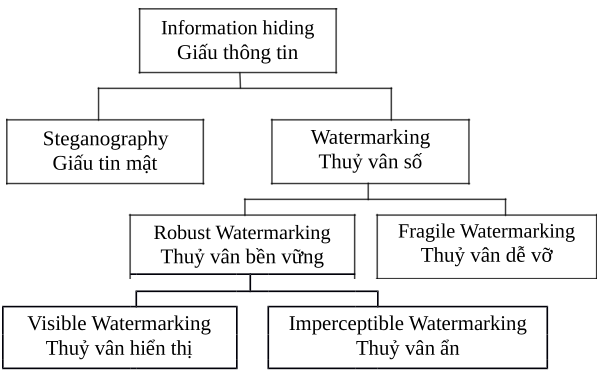 Information hiding
Giấu thông tin
Steganography
Giấu tin mật
Watermarking
Thuỷ vân số
Robust Watermarking
Thuỷ vân bền vững
Fragile Watermarking
Thuỷ vân dễ vỡ
Visible Watermarking
Thuỷ vân hiển thị
Imperceptible Watermarking
Thuỷ vân ẩn